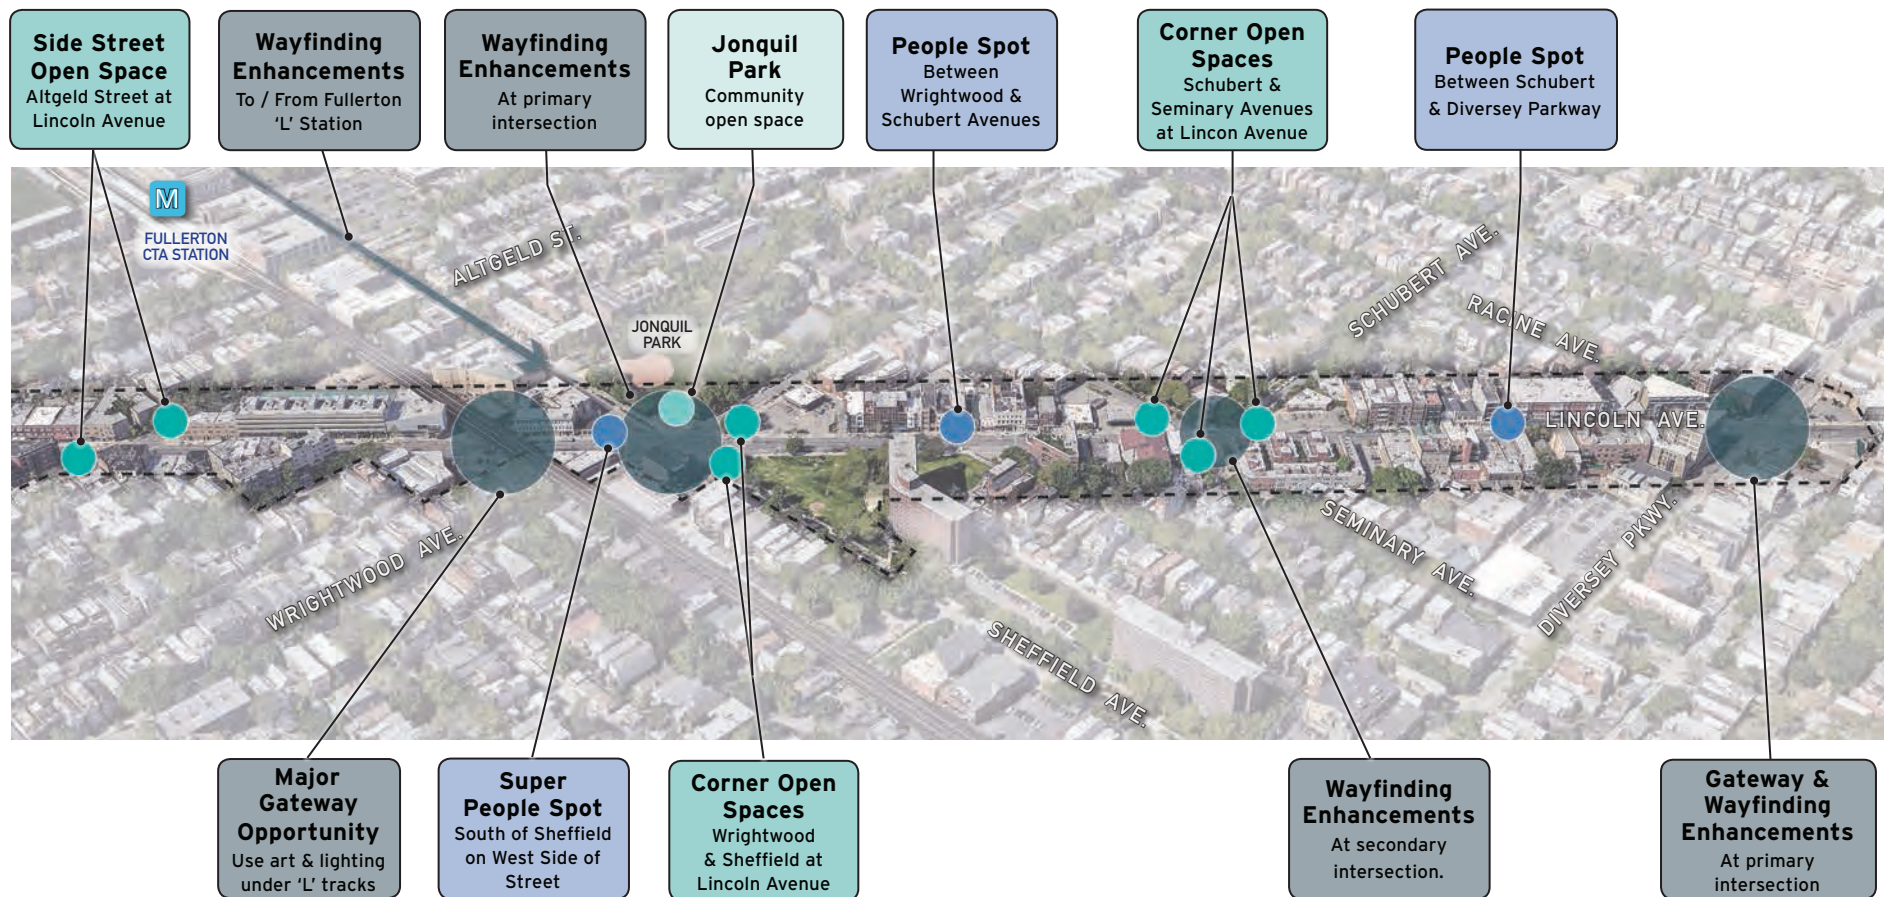 Side Street
Open Space
Altgeld Street at
Lincoln Avenue
Wayfinding
Enhancements
To / From Fullerton
‘L’ Station
Wayfinding
Enhancements
At primary
intersection
Jonquil
Park
Community
open space
People Spot
Between
Wrightwood &
Schubert Avenues
Corner Open
Spaces
Schubert &
Seminary Avenues
at Lincon Avenue
People Spot
Between Schubert
& Diversey Parkway
M
FULLERTON
CTA STATION
ALTGELD ST.
JONQUIL
PARK
SCHUBERT AVE.
RACINE AVE.
LINCOLN AVE.
WRIGHTWOOD AVE.
SHEFFIELD AVE.
SEMINARY AVE.
DIVERSEY PKWY.
Major
Gateway
Opportunity
Use art & lighting
under ‘L’ tracks
Super
People Spot
South of Sheffield
on West Side of
Street
Corner Open
Spaces
Wrightwood
& Sheffield at
Lincoln Avenue
Wayfinding
Enhancements
At secondary
intersection.
Gateway &
Wayfinding
Enhancements
At primary
intersection